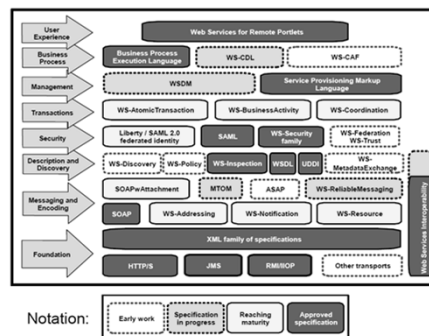 User
Experience
Web Services for Remote Portlets
Business
Process
Business Process
Execution Language
WS-CDL
WS-CAF
Management
WSDM
Service Provisioning Markup
Language
Transactions
WS-AtomicTransaction
WS-BusinessActivity
WS-Coordination
Security
Liberty / SAML 2.0
federated identity
SAML
WS-Security
family
WS-Federation
WS-Trust
Description and
Discovery
WS-Discovery
WS-Policy
WS-Inspection
WSDL
UDDI
WS-
MetadataExchange
Messaging and
Encoding
SOAPwAttachment
MTOM
ASAP
WS-ReliableMessaging
SOAP
WS-Addressing
WS-Notification
WS-Resource
Foundation
XML family of specifications
HTTP/S
JMS
RMI/IIOP
Other transports
Web Services Interoperability
Notation:
Early work
Specification
in progress
Reaching
maturity
Approved
specification